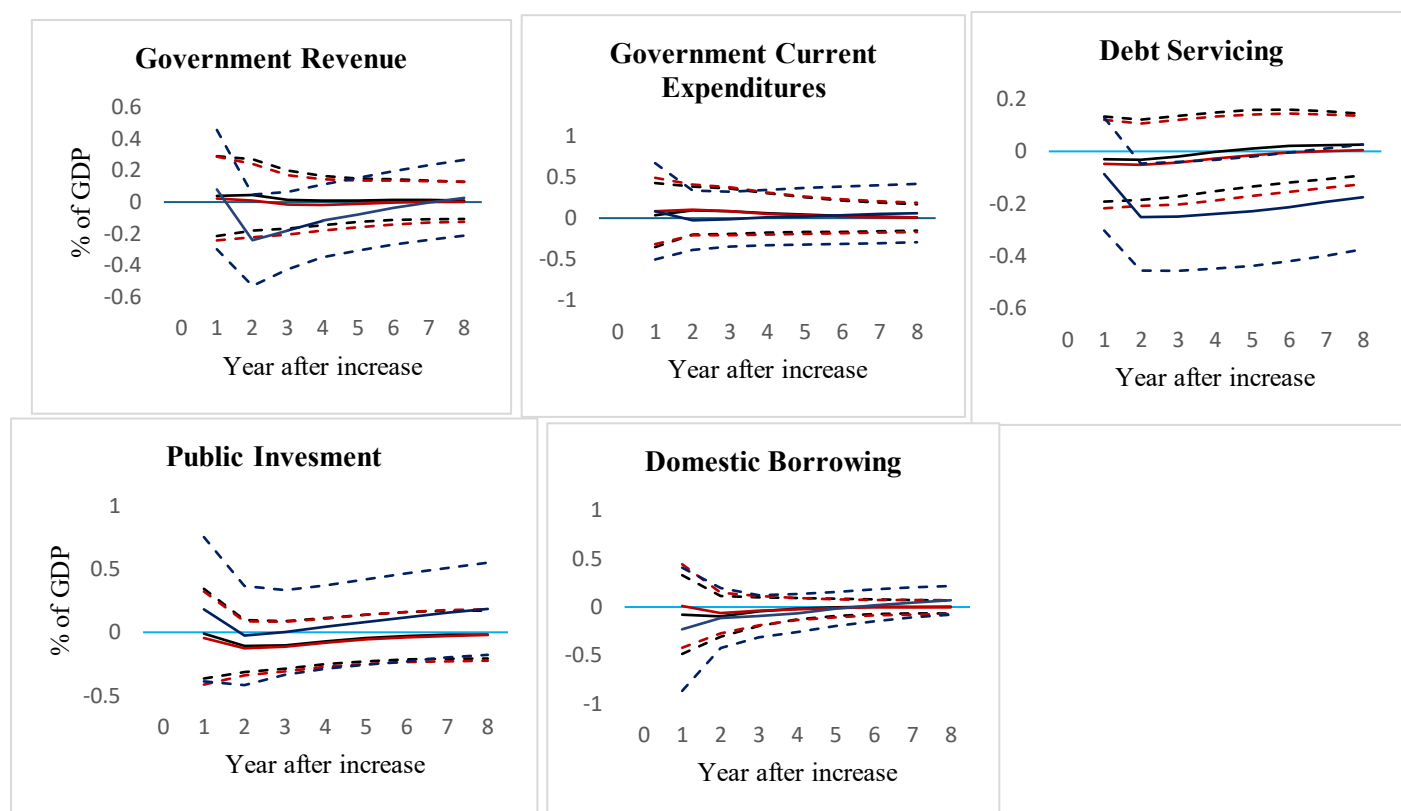 Government Revenue
% of GDP
0.6
0.4
0.2
0
-0.2
-0.4
-0.6
0 1 2 3 4 5 6 7 8
Year after increase
Government Current
Expenditures
1
0.5
0
-0.5
-1
0 1 2 3 4 5 6 7 8
Year after increase
Debt Servicing
0.2
0
-0.2
-0.4
-0.6
0 1 2 3 4 5 6 7 8
Year after increase
Public Invesment
% of GDP
1
0.5
0
-0.5
0 1 2 3 4 5 6 7 8
Year after increase
Domestic Borrowing
1
0.5
0
-0.5
-1
0 1 2 3 4 5 6 7 8
Year after increase